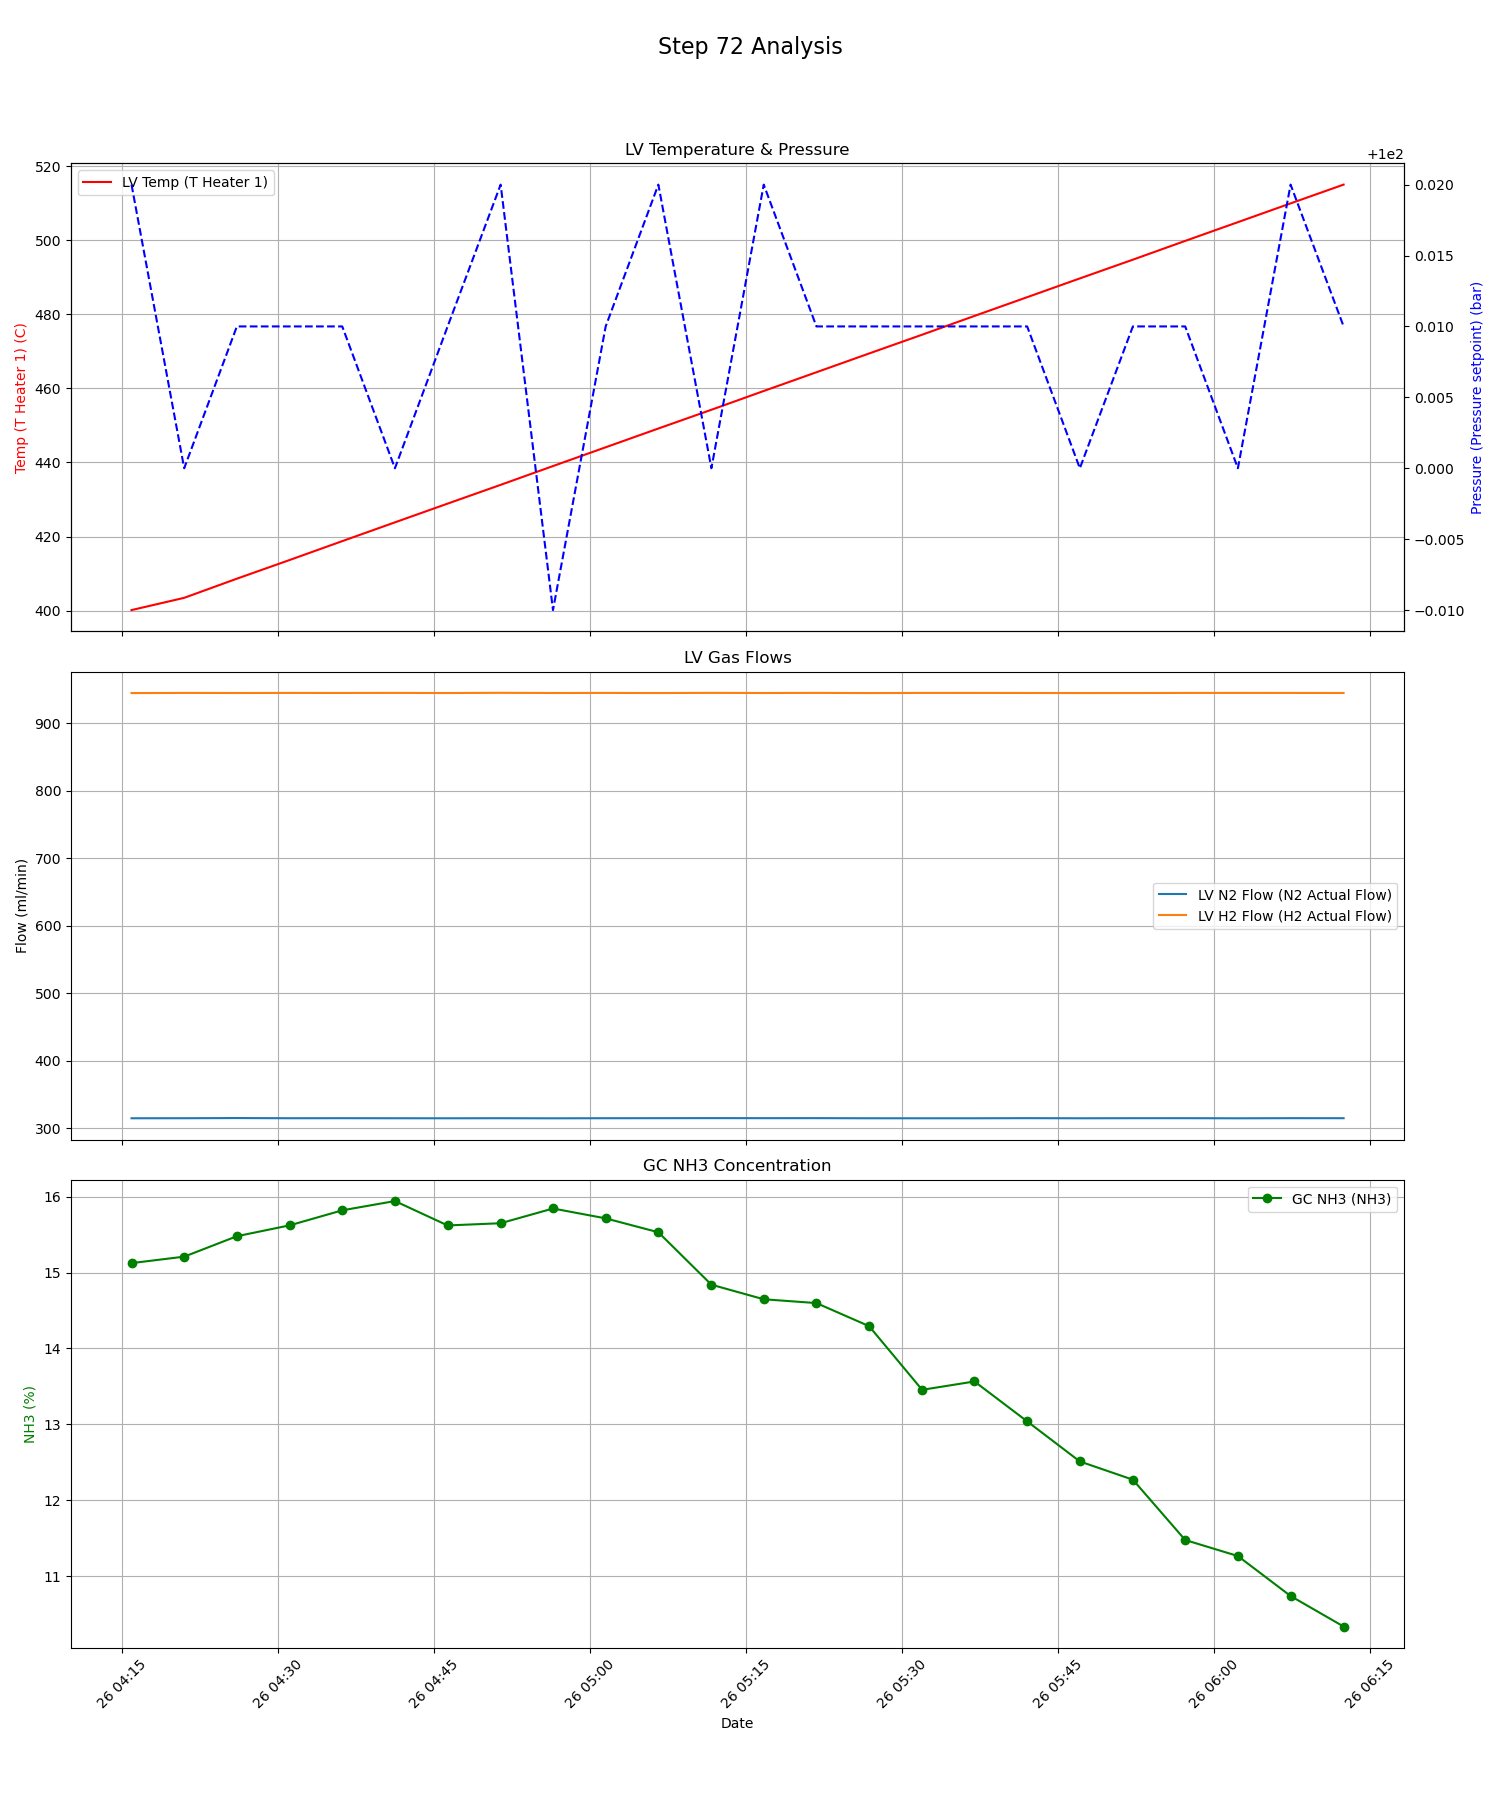 Step 72 Analysis
LV Temperature & Pressure
+1e2
LV Temp (T Heater 1)
Temp (T Heater 1) (C)
520
500
480
460
440
420
400
0.020
0.015
0.010
0.005
0.000
−0.005
−0.010
Pressure (Pressure setpoint) (bar)
LV Gas Flows
Flow (ml/min)
900
800
700
600
500
400
300
LV N2 Flow (N2 Actual Flow)
LV H2 Flow (H2 Actual Flow)
GC NH3 Concentration
NH3 (%)
16
15
14
13
12
11
GC NH3 (NH3)
26 04:15
26 04:30
26 04:45
26 05:00
26 05:15
26 05:30
26 05:45
26 06:00
26 06:15
Date